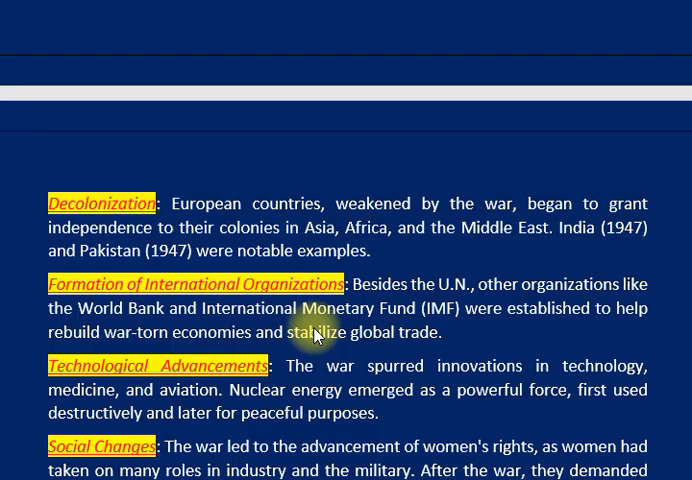 Decolonization: European countries, weakened by the war, began to grant
independence to their colonies in Asia, Africa, and the Middle East. India (1947)
and Pakistan (1947) were notable examples.
Formation of International Organizations: Besides the U.N., other organizations like
the World Bank and International Monetary Fund (IMF) were established to help
rebuild war-torn economies and stabilize global trade.
Technological Advancements: The war spurred innovations in technology,
medicine, and aviation. Nuclear energy emerged as a powerful force, first used
destructively and later for peaceful purposes.
Social Changes: The war led to the advancement of women's rights, as women had
taken on many roles in industry and the military. After the war, they demanded